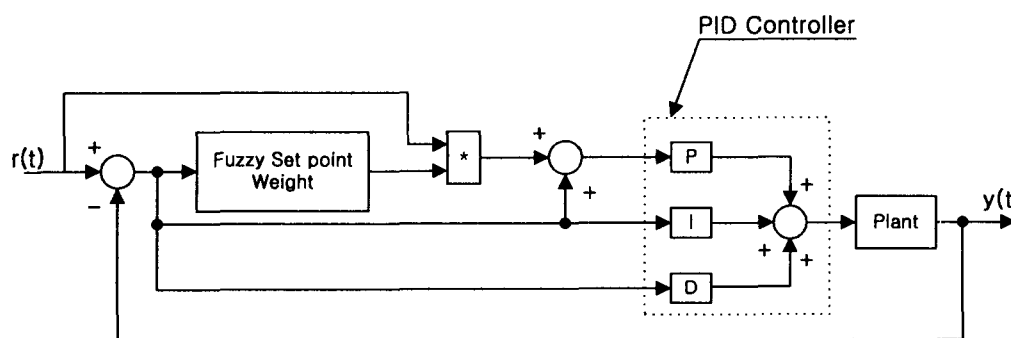 PID Controller
r(t)
+
−
Fuzzy Set point
Weight
*
+
+
P
I
D
+
+
+
Plant
y(t